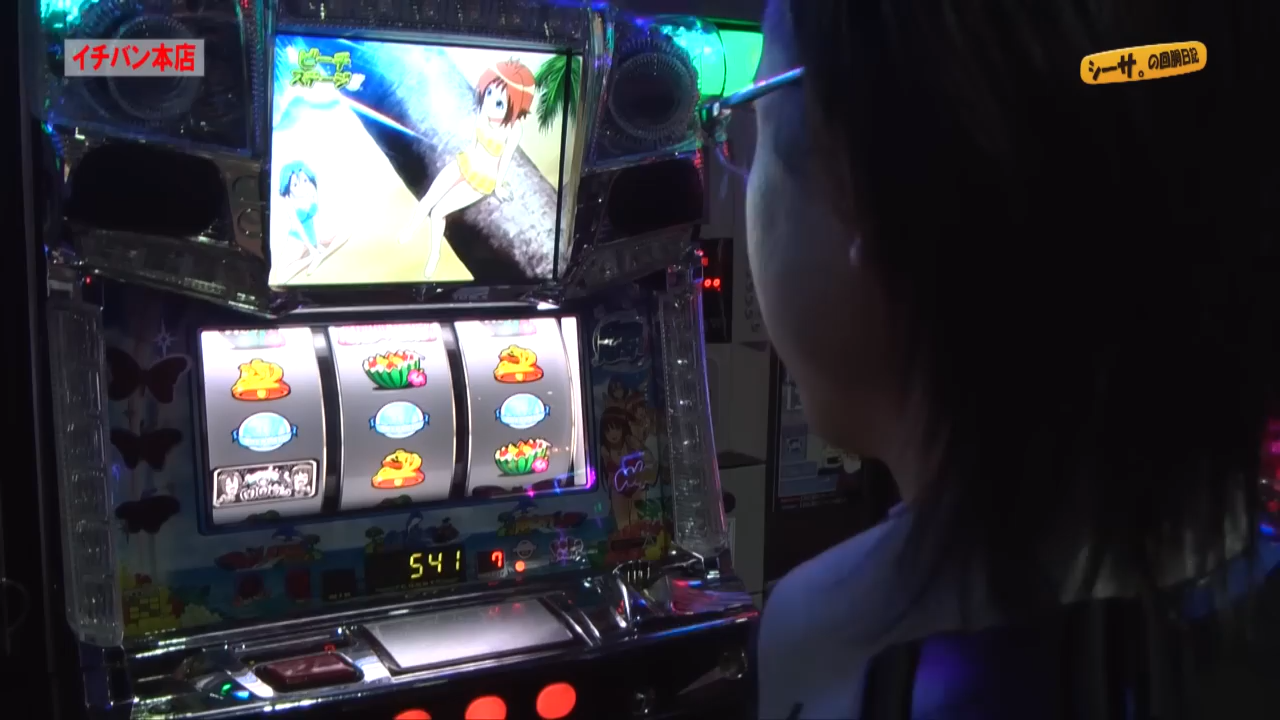 イチバン本店
シーサ。の回胴日記
ビーチ
ステージ
541
7